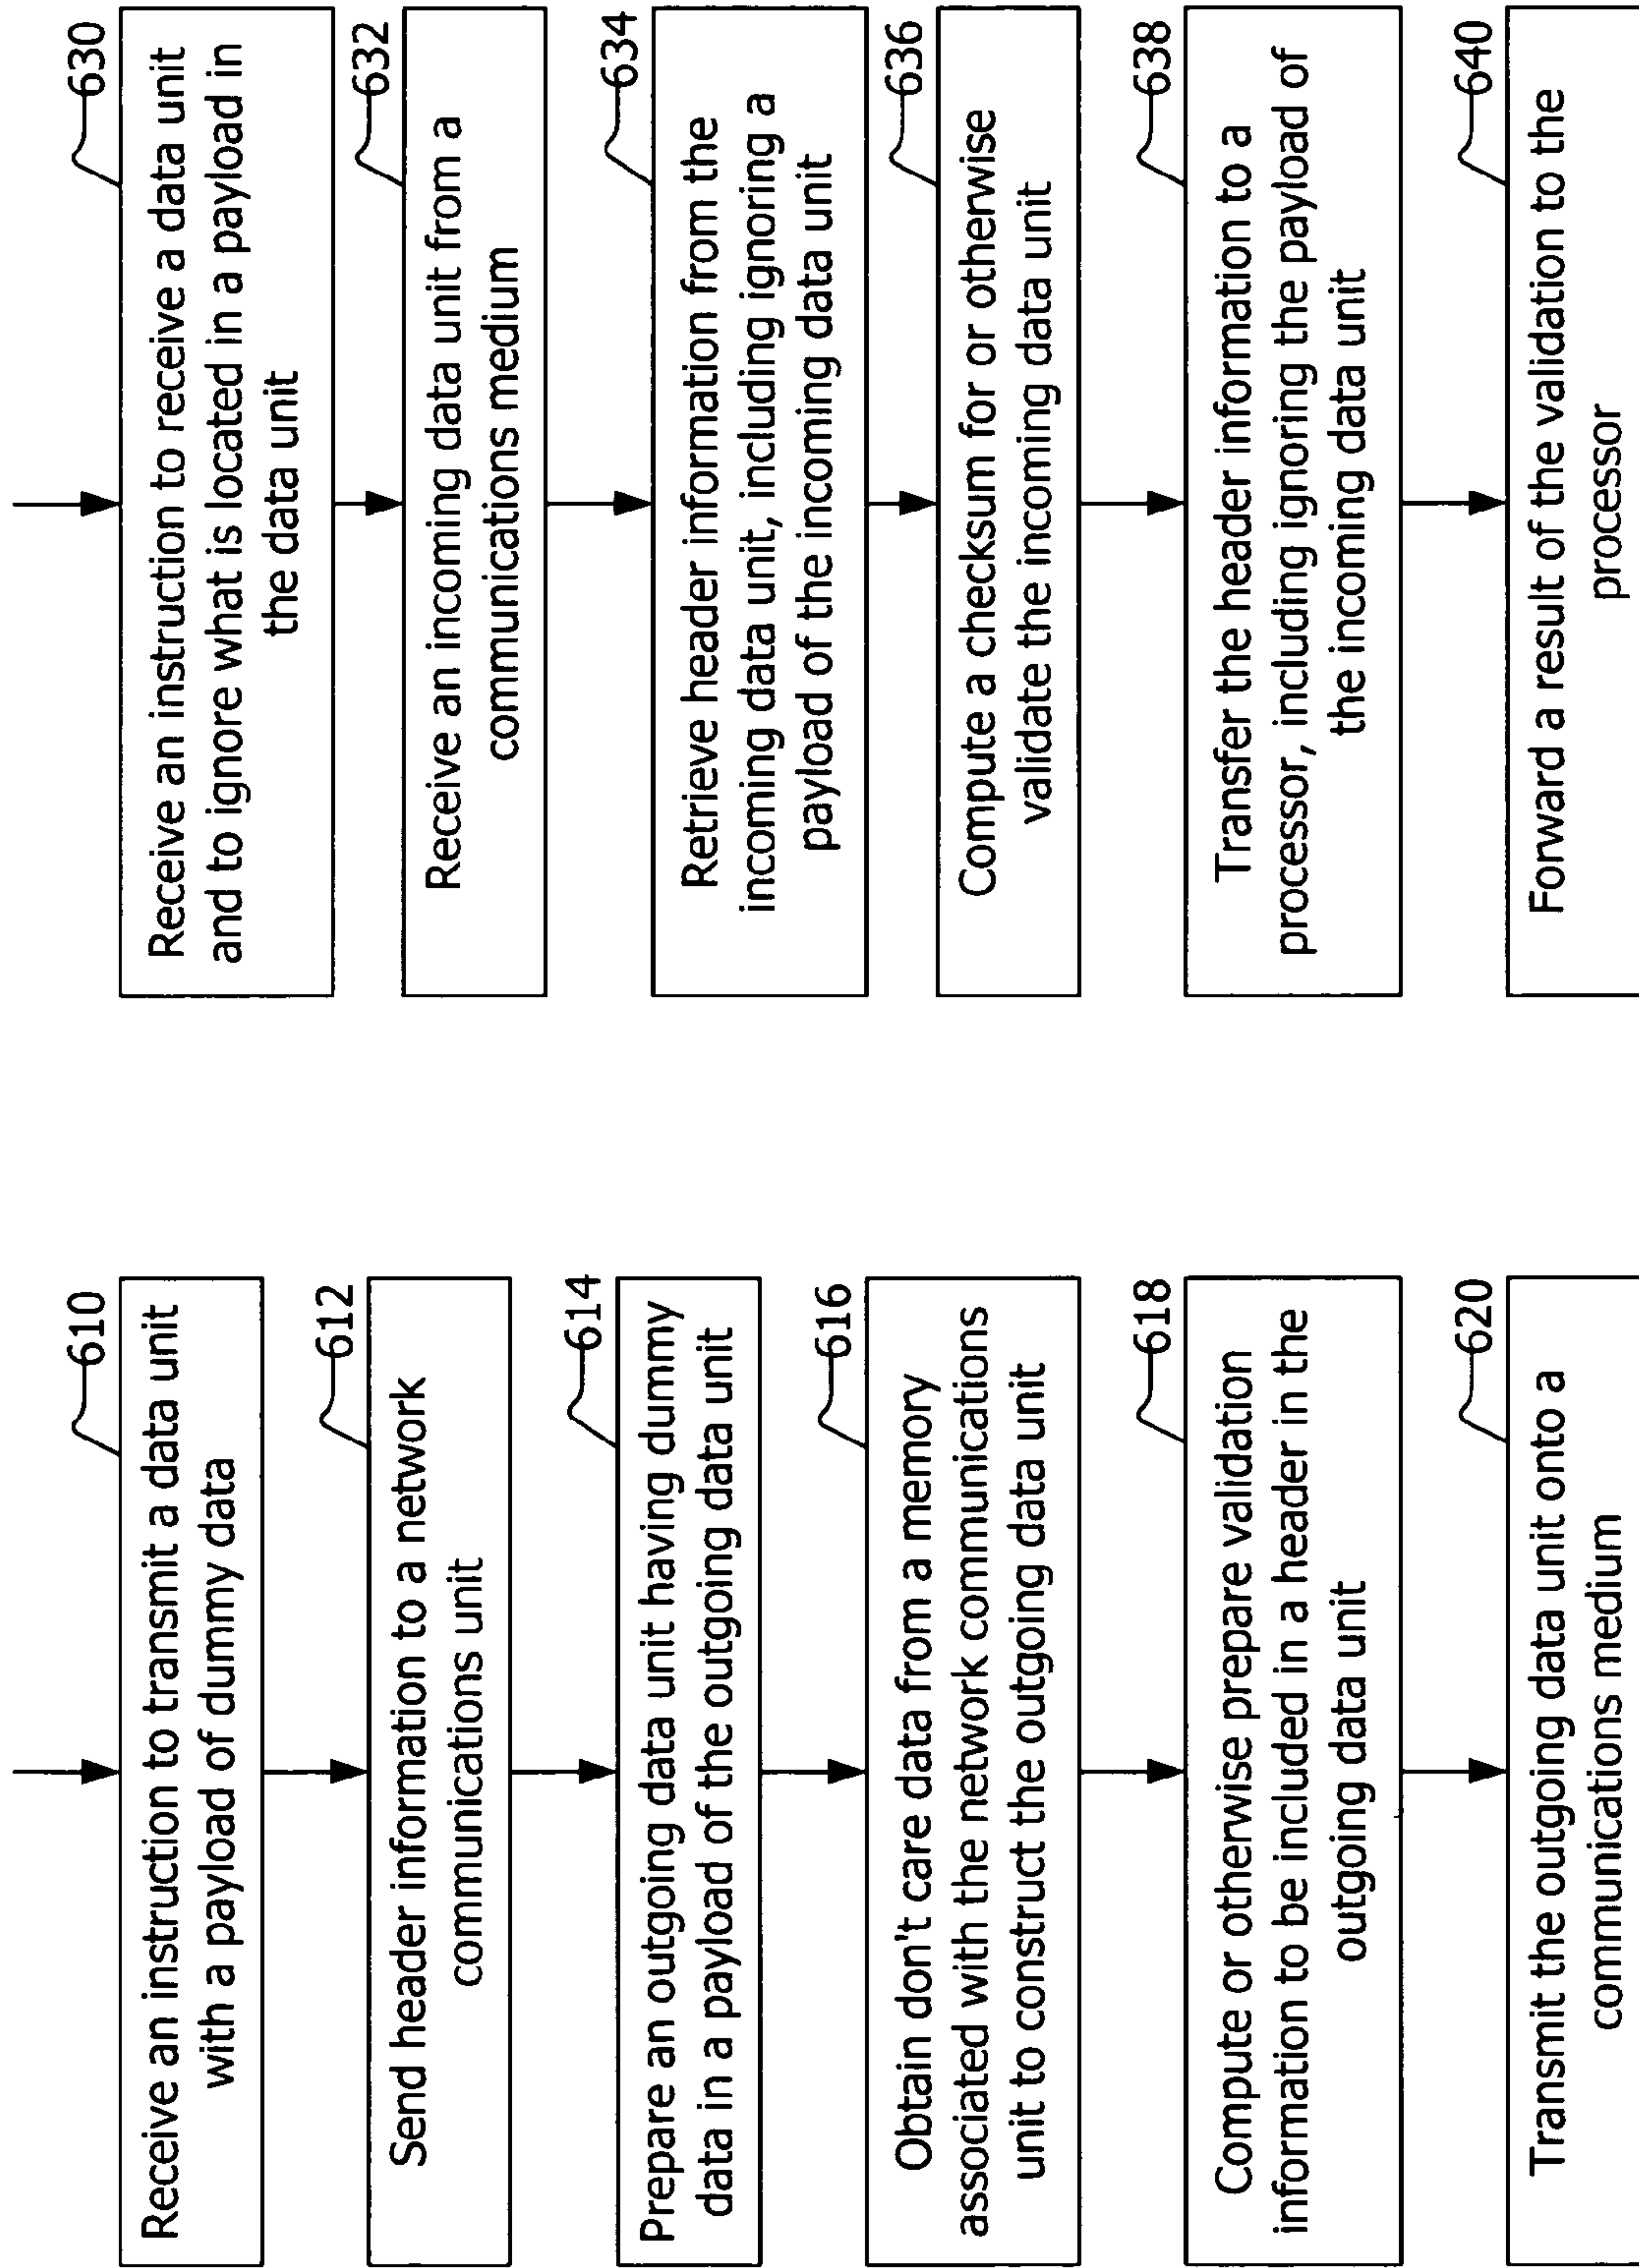 610
Receive an instruction to transmit a data unit
with a payload of dummy data
612
Send header information to a network
communications unit
614
Prepare an outgoing data unit having dummy
data in a payload of the outgoing data unit
616
Obtain don't care data from a memory
associated with the network communications
unit to construct the outgoing data unit
618
Compute or otherwise prepare validation
information to be included in a header in the
outgoing data unit
620
Transmit the outgoing data unit onto a
communications medium
630
Receive an instruction to receive a data unit
and to ignore what is located in a payload in
the data unit
632
Receive an incoming data unit from a
communications medium
634
Retrieve header information from the
incoming data unit, including ignoring a
payload of the incoming data unit
636
Compute a checksum for or otherwise
validate the incoming data unit
638
Transfer the header information to a
processor, including ignoring the payload of
the incoming data unit
640
Forward a result of the validation to the
processor